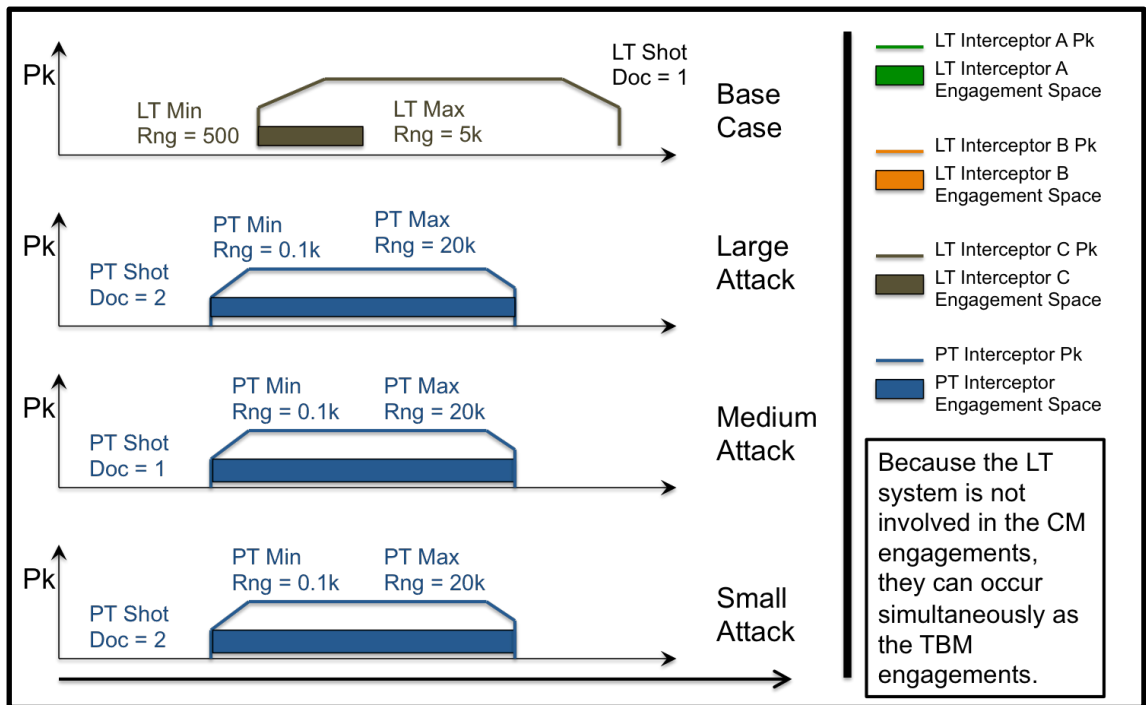 LT Shot
Doc = 1
Pk
LT Min
Rng = 500
LT Max
Rng = 5k
Base
Case
PT Min
Rng = 0.1k
PT Max
Rng = 20k
Pk
PT Shot
Doc = 2
Large
Attack
PT Min
Rng = 0.1k
PT Max
Rng = 20k
Pk
PT Shot
Doc = 1
Medium
Attack
PT Min
Rng = 0.1k
PT Max
Rng = 20k
Pk
PT Shot
Doc = 2
Small
Attack
LT Interceptor A Pk
LT Interceptor A
Engagement Space
LT Interceptor B Pk
LT Interceptor B
Engagement Space
LT Interceptor C Pk
LT Interceptor C
Engagement Space
PT Interceptor Pk
PT Interceptor
Engagement Space
Because the LT
system is not
involved in the CM
engagements,
they can occur
simultaneously as
the TBM
engagements.